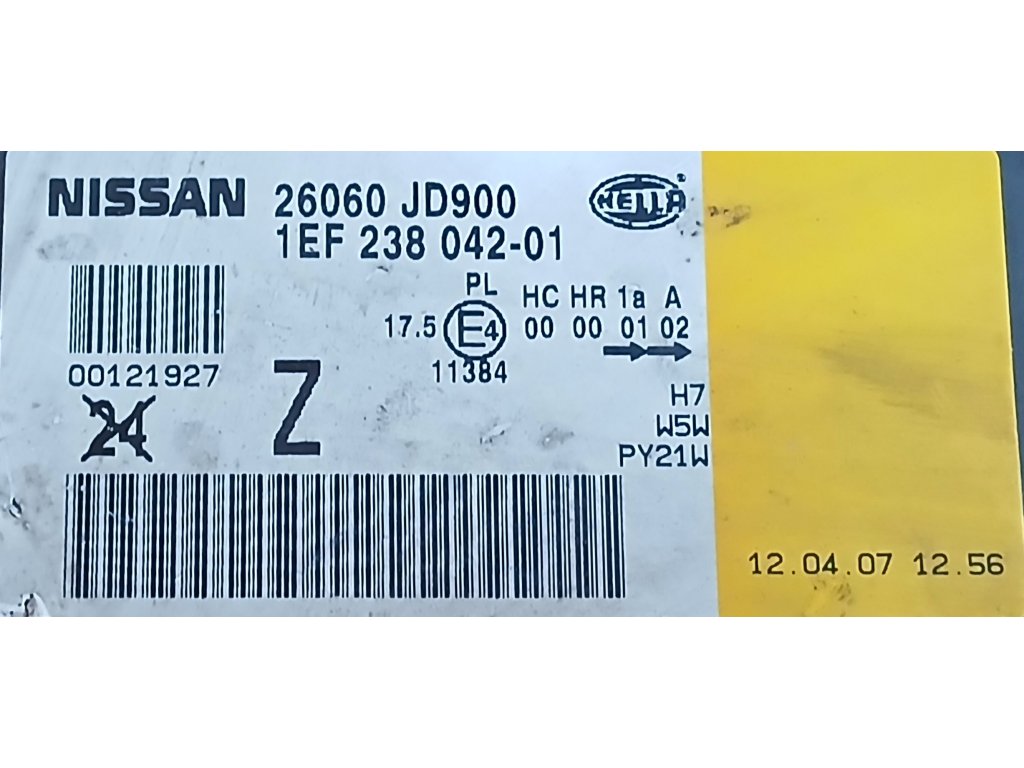 NISSAN 26060 JD900 HELLA
1EF 238 042-01
PL HC HR 1a A
17.5 E4 00 00 01 02
11384
00121927
24 Z
H7
W5W
PY21W
12.04.07 12.56